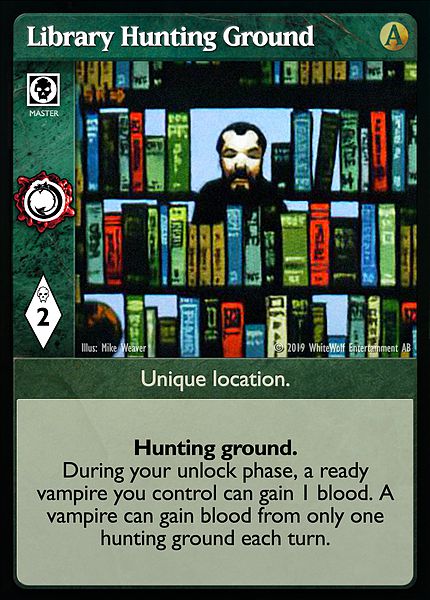 Library Hunting Ground
A
MASTER
2
Illus: Mike Weaver
© 2019 WhiteWolf Entertainment AB
Unique location.
Hunting ground.
During your unlock phase, a ready
vampire you control can gain 1 blood. A
vampire can gain blood from only one
hunting ground each turn.